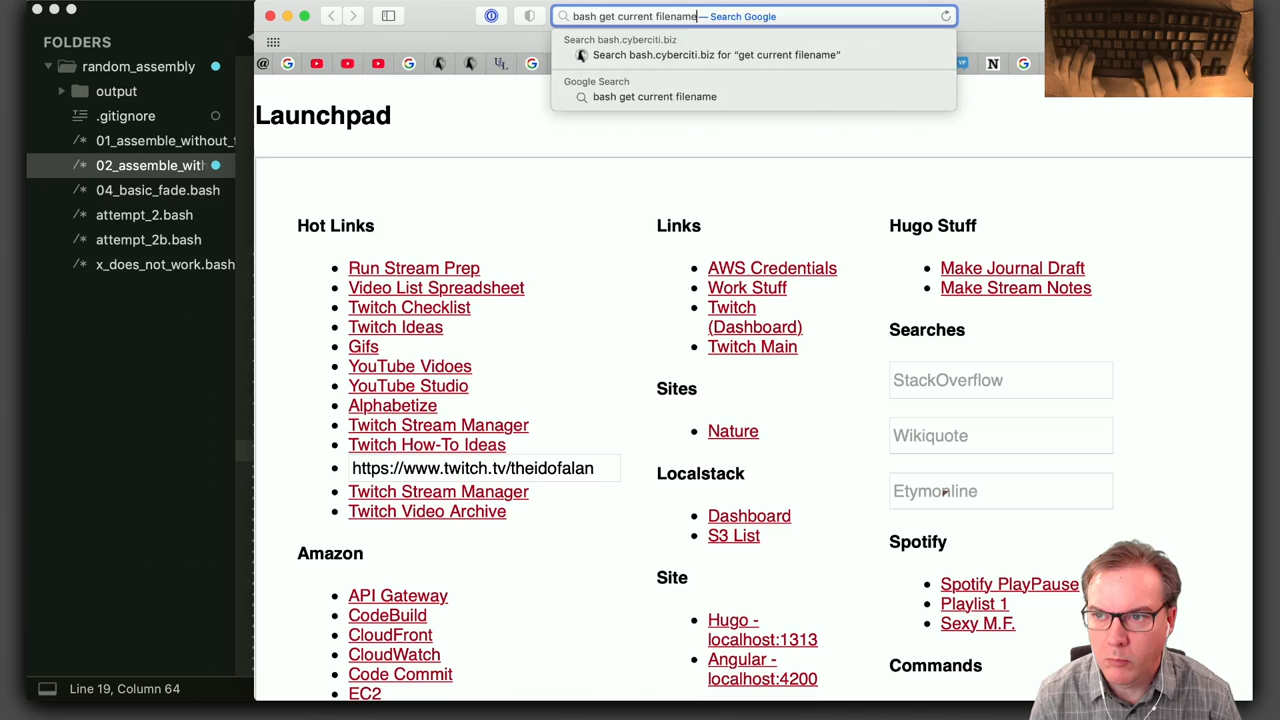 FOLDERS
random_assembly
output
.gitignore
/* 01_assemble_without_
/* 02_assemble_wit
/* 04_basic_fade.bash
/* attempt_2.bash
/* attempt_2b.bash
/* x_does_not_work.bash
Line 19, Column 64
bash get current filename — Search Google
Search bash.cyberciti.biz
Search bash.cyberciti.biz for “get current filename”
Google Search
bash get current filename
Launchpad
Hot Links
Run Stream Prep
Video List Spreadsheet
Twitch Checklist
Twitch Ideas
Gifs
YouTube Vidoes
YouTube Studio
Alphabetize
Twitch Stream Manager
Twitch How-To Ideas
https://www.twitch.tv/theidofalan
Twitch Stream Manager
Twitch Video Archive
Amazon
API Gateway
CodeBuild
CloudFront
CloudWatch
Code Commit
EC2
Links
AWS Credentials
Work Stuff
Twitch
(Dashboard)
Twitch Main
Sites
Nature
Localstack
Dashboard
S3 List
Site
Hugo -
localhost:1313
Angular -
localhost:4200
Hugo Stuff
Make Journal Draft
Make Stream Notes
Searches
StackOverflow
Wikiquote
Etymonline
Spotify
Spotify PlayPause
Playlist 1
Sexy M.F.
Commands